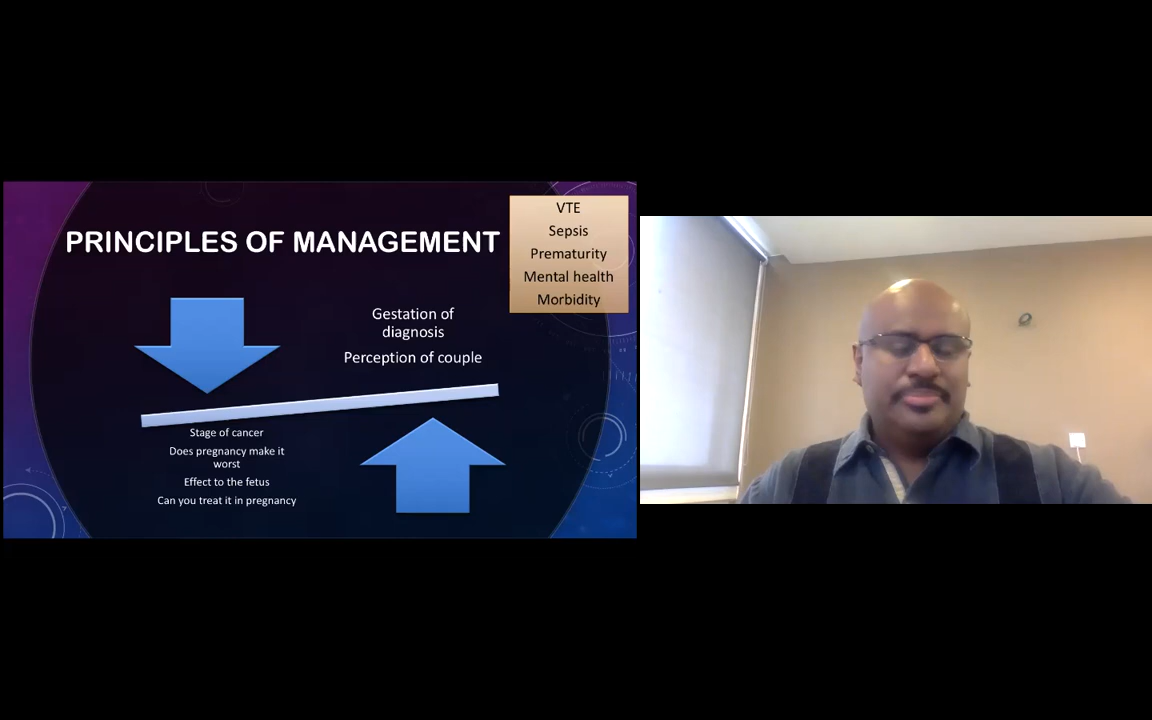 PRINCIPLES OF MANAGEMENT
VTE
Sepsis
Prematurity
Mental health
Morbidity
Gestation of
diagnosis
Perception of couple
Stage of cancer
Does pregnancy make it
worst
Effect to the fetus
Can you treat it in pregnancy